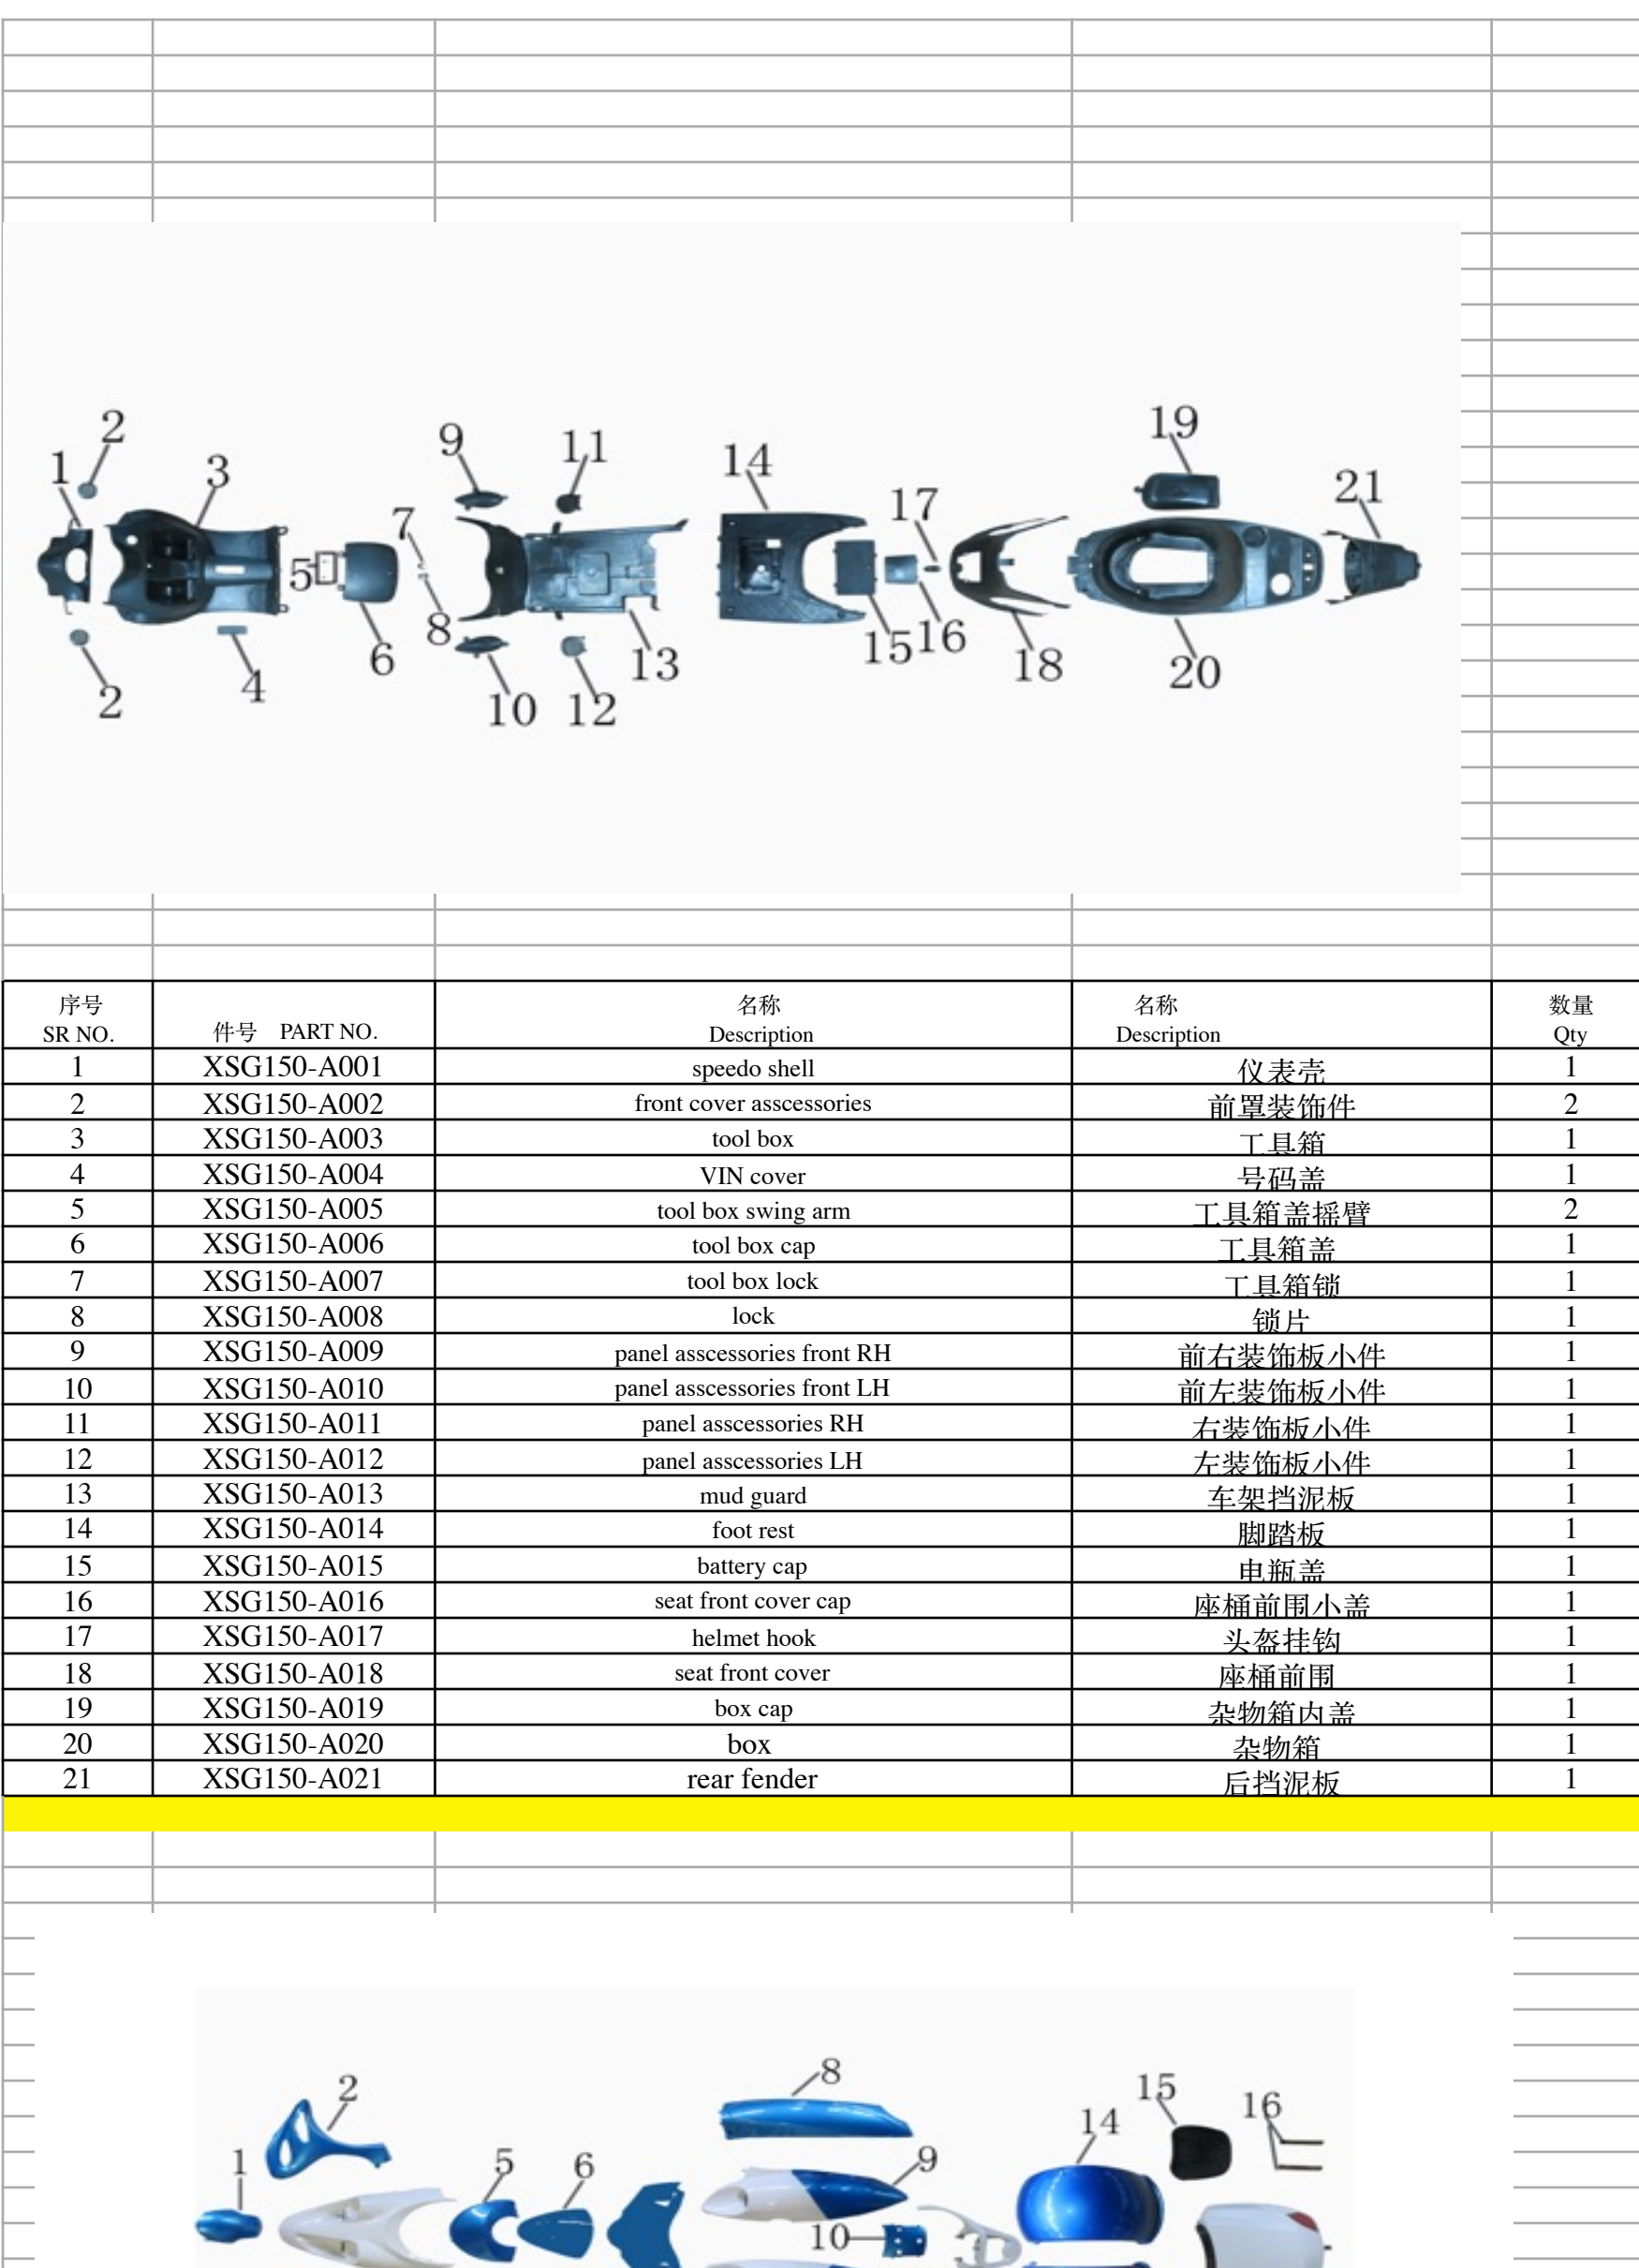 2
1
3
9
11
14
19
17
21
7
5
8
6
4
2
10
12
13
15
16
18
20
序号 件号 PART NO. 名称 名称 数量
SR NO. Description Description Qty
1 XSG150-A001 speedo shell 仪表壳 1
2 XSG150-A002 front cover asscessories 前罩装饰件 2
3 XSG150-A003 tool box 工具箱 1
4 XSG150-A004 VIN cover 号码盖 1
5 XSG150-A005 tool box swing arm 工具箱盖摇臂 2
6 XSG150-A006 tool box cap 工具箱盖 1
7 XSG150-A007 tool box lock 工具箱锁 1
8 XSG150-A008 lock 锁片 1
9 XSG150-A009 panel asscessories front RH 前右装饰板小件 1
10 XSG150-A010 panel asscessories front LH 前左装饰板小件 1
11 XSG150-A011 panel asscessories RH 右装饰板小件 1
12 XSG150-A012 panel asscessories LH 左装饰板小件 1
13 XSG150-A013 mud guard 车架挡泥板 1
14 XSG150-A014 foot rest 脚踏板 1
15 XSG150-A015 battery cap 电瓶盖 1
16 XSG150-A016 seat front cover cap 座桶前围小盖 1
17 XSG150-A017 helmet hook 头盔挂钩 1
18 XSG150-A018 seat front cover 座桶前围 1
19 XSG150-A019 box cap 杂物箱内盖 1
20 XSG150-A020 box 杂物箱 1
21 XSG150-A021 rear fender 后挡泥板 1
8
2
15
16
14
1
5
6
9
10